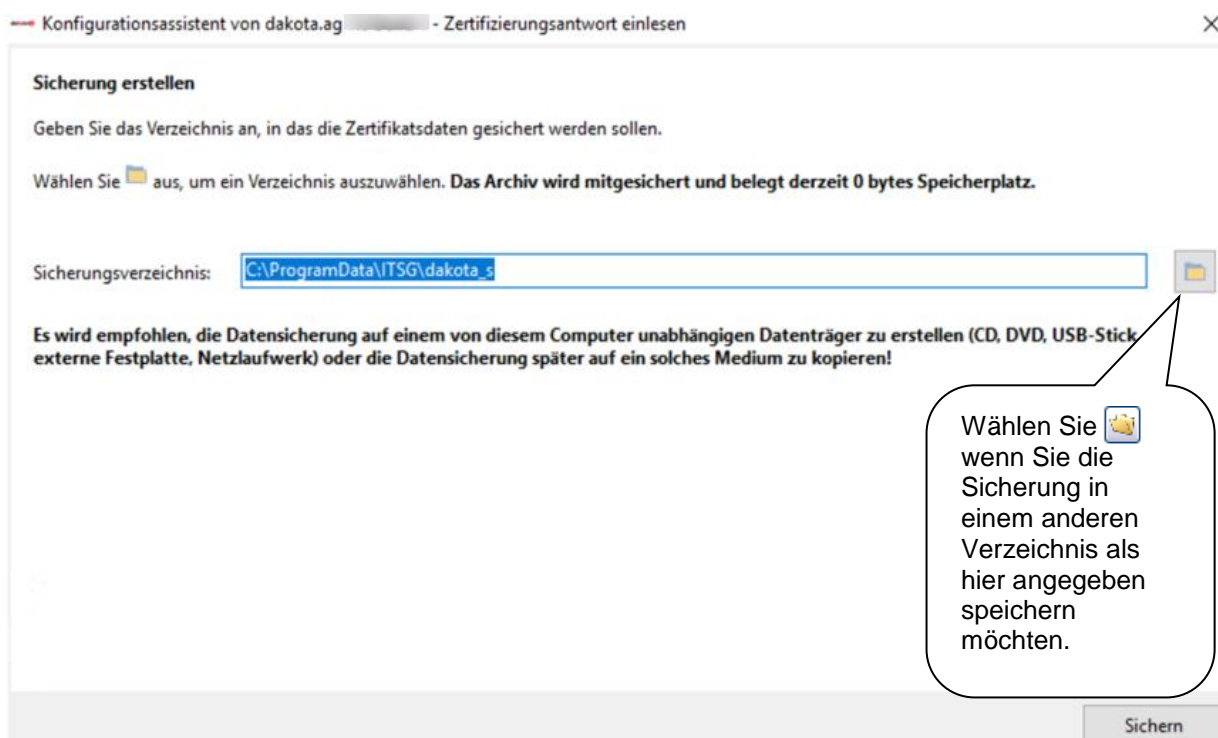 Konfigurationsassistent von dakota.ag - Zertifizierungsantwort einlesen
Sicherung erstellen
Geben Sie das Verzeichnis an, in das die Zertifikatsdaten gesichert werden sollen.
Wählen Sie aus, um ein Verzeichnis auszuwählen. Das Archiv wird mitgesichert und belegt derzeit 0 bytes Speicherplatz.
Sicherungsverzeichnis: C:\ProgramData\ITSG\dakota_s
Es wird empfohlen, die Datensicherung auf einem von diesem Computer unabhängigen Datenträger zu erstellen (CD, DVD, USB-Stick
externe Festplatte, Netzlaufwerk) oder die Datensicherung später auf ein solches Medium zu kopieren!
Wählen Sie
wenn Sie die
Sicherung in
einem anderen
Verzeichnis als
hier angegeben
speichern
möchten.
Sichern